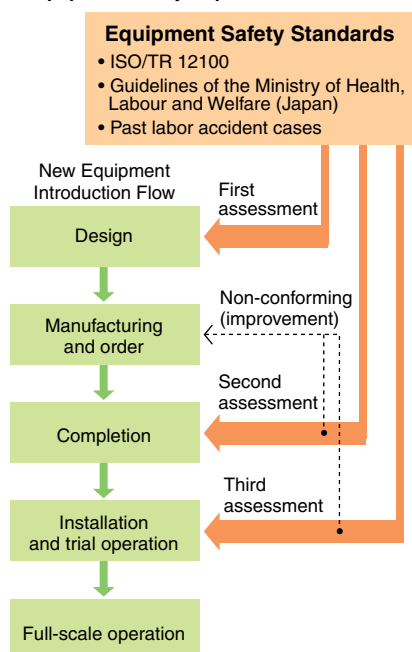 Equipment Safety Standards
• ISO/TR 12100
• Guidelines of the Ministry of Health,
Labour and Welfare (Japan)
• Past labor accident cases
New Equipment
Introduction Flow
First
assessment
Design
Non-conforming
(improvement)
Manufacturing
and order
Second
assessment
Completion
Third
assessment
Installation
and trial operation
Full-scale operation